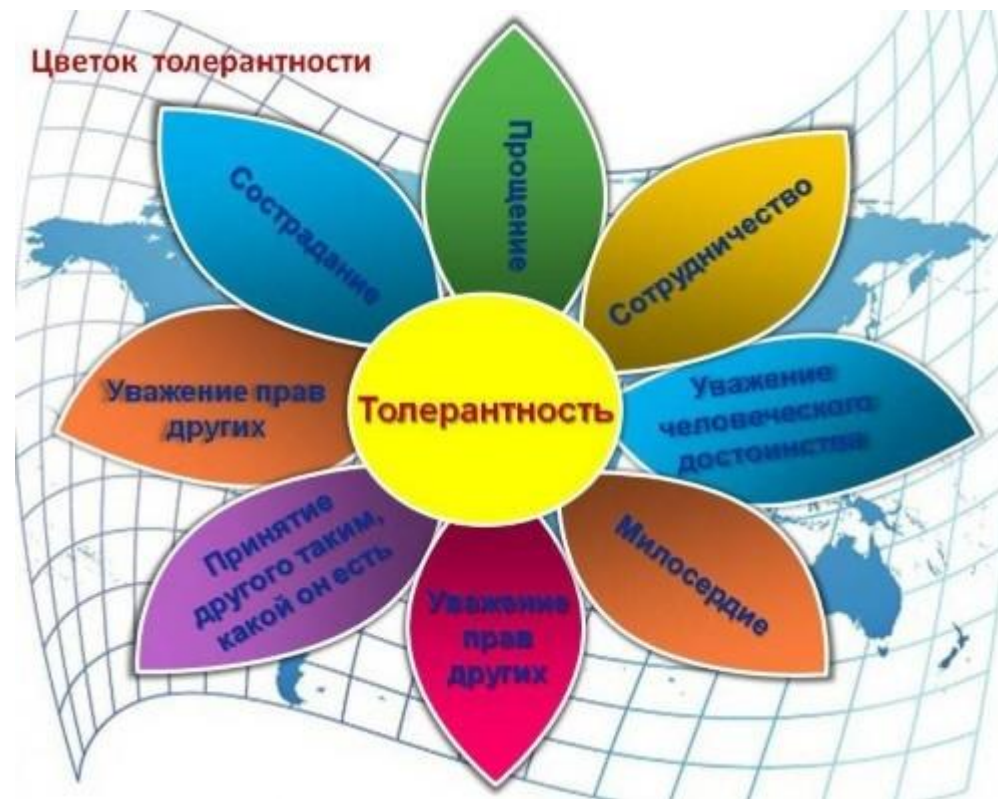 Цветок толерантности
Прощение
Сотрудничество
Уважение
человеческого
достоинства
Милосердие
Уважение
прав
других
Принятие
другого таким,
какой он есть
Уважение прав
других
Сострадание
Толерантность